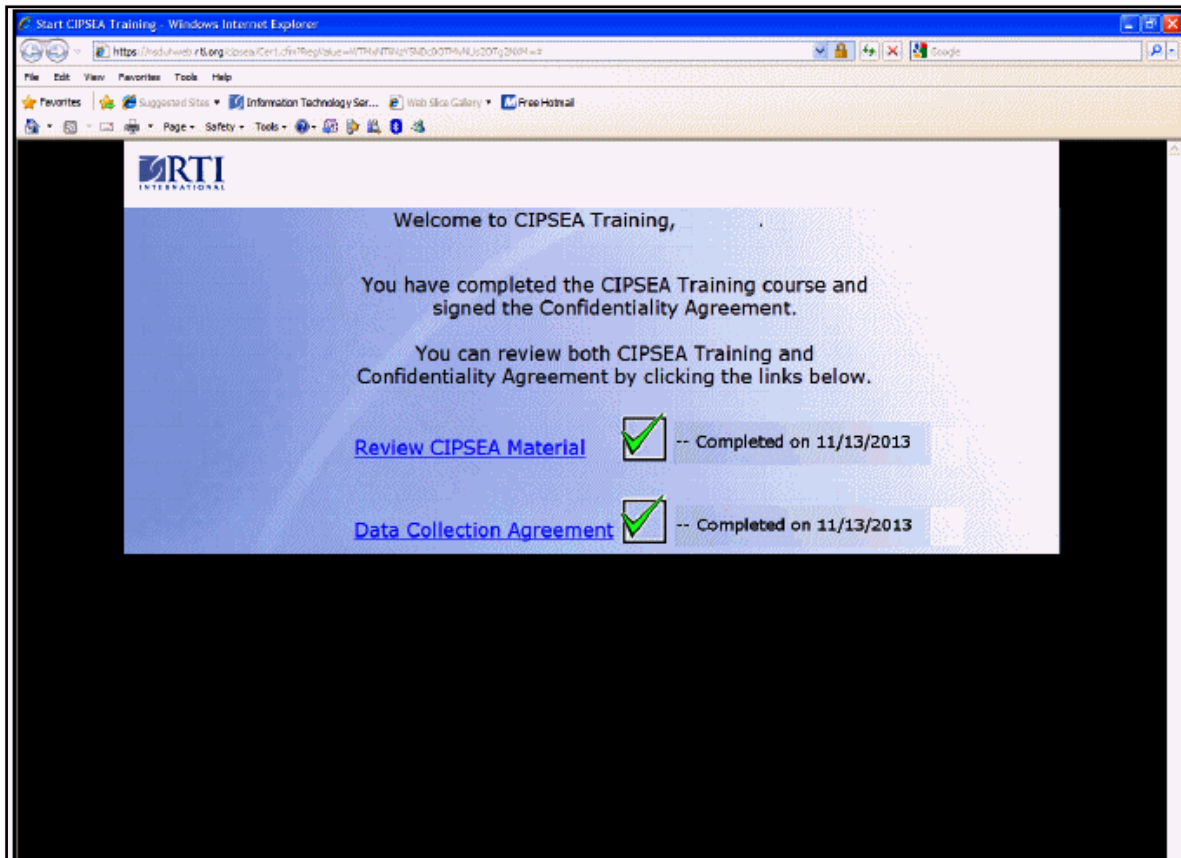 Start CIPSEA Training - Windows Internet Explorer
Google
File Edit View Favorites Tools Help
Favorites Suggested Sites Information Technology Ser... Web Slice Gallery Free Hotmail
Page Safety Tools
RTI
INTERNATIONAL
Welcome to CIPSEA Training, .
You have completed the CIPSEA Training course and
signed the Confidentiality Agreement.
You can review both CIPSEA Training and
Confidentiality Agreement by clicking the links below.
Review CIPSEA Material -- Completed on 11/13/2013
Data Collection Agreement -- Completed on 11/13/2013